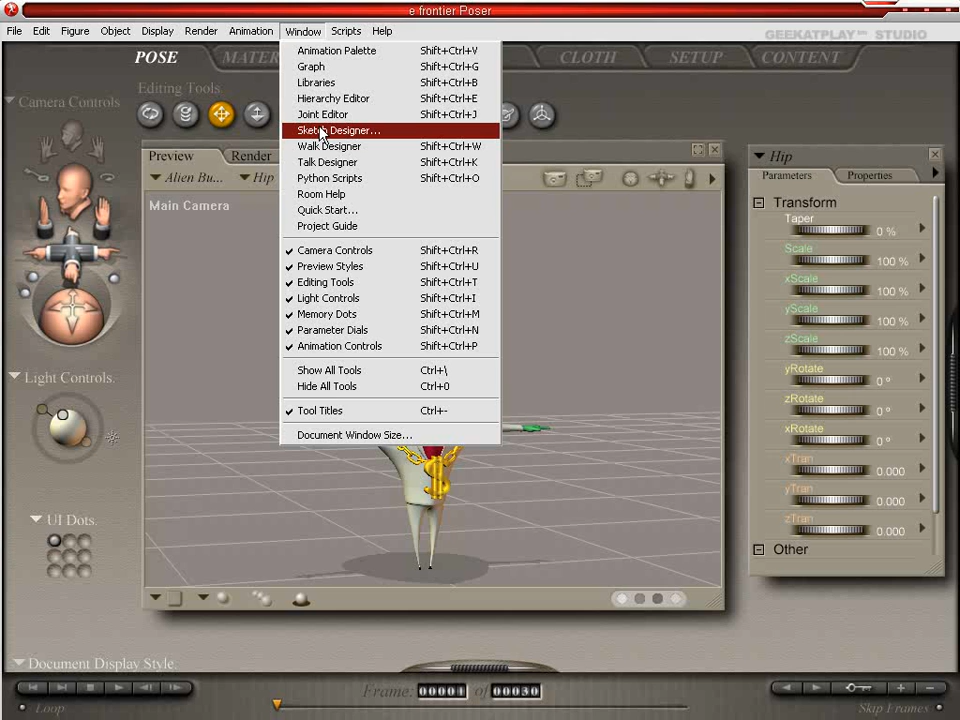 e frontier Poser
File Edit Figure Object Display Render Animation Window Scripts Help
GEEKATPLAY STUDIO
POSE MATER CLOTH SETUP CONTENT
Camera Controls
Editing Tools.
Animation Palette Shift+Ctrl+V
Graph Shift+Ctrl+G
Libraries Shift+Ctrl+B
Hierarchy Editor Shift+Ctrl+E
Joint Editor Shift+Ctrl+J
Sketch Designer...
Walk Designer Shift+Ctrl+W
Talk Designer Shift+Ctrl+K
Python Scripts Shift+Ctrl+O
Room Help
Quick Start...
Project Guide
Camera Controls Shift+Ctrl+R
Preview Styles Shift+Ctrl+U
Editing Tools Shift+Ctrl+T
Light Controls Shift+Ctrl+I
Memory Dots Shift+Ctrl+M
Parameter Dials Shift+Ctrl+N
Animation Controls Shift+Ctrl+P
Show All Tools Ctrl+\
Hide All Tools Ctrl+0
Tool Titles Ctrl+-
Document Window Size...
Preview Render
Alien Bu... Hip
Main Camera
Hip
Parameters Properties
Transform
Taper
0 %
Scale
100 %
xScale
100 %
yScale
100 %
zScale
100 %
yRotate
0 °
zRotate
0 °
xRotate
0 °
xTran
0.000
yTran
0.000
zTran
0.000
Other
Light Controls.
UI Dots.
Document Display Style.
Frame: 00001 of 00030
Loop
Skip Frames